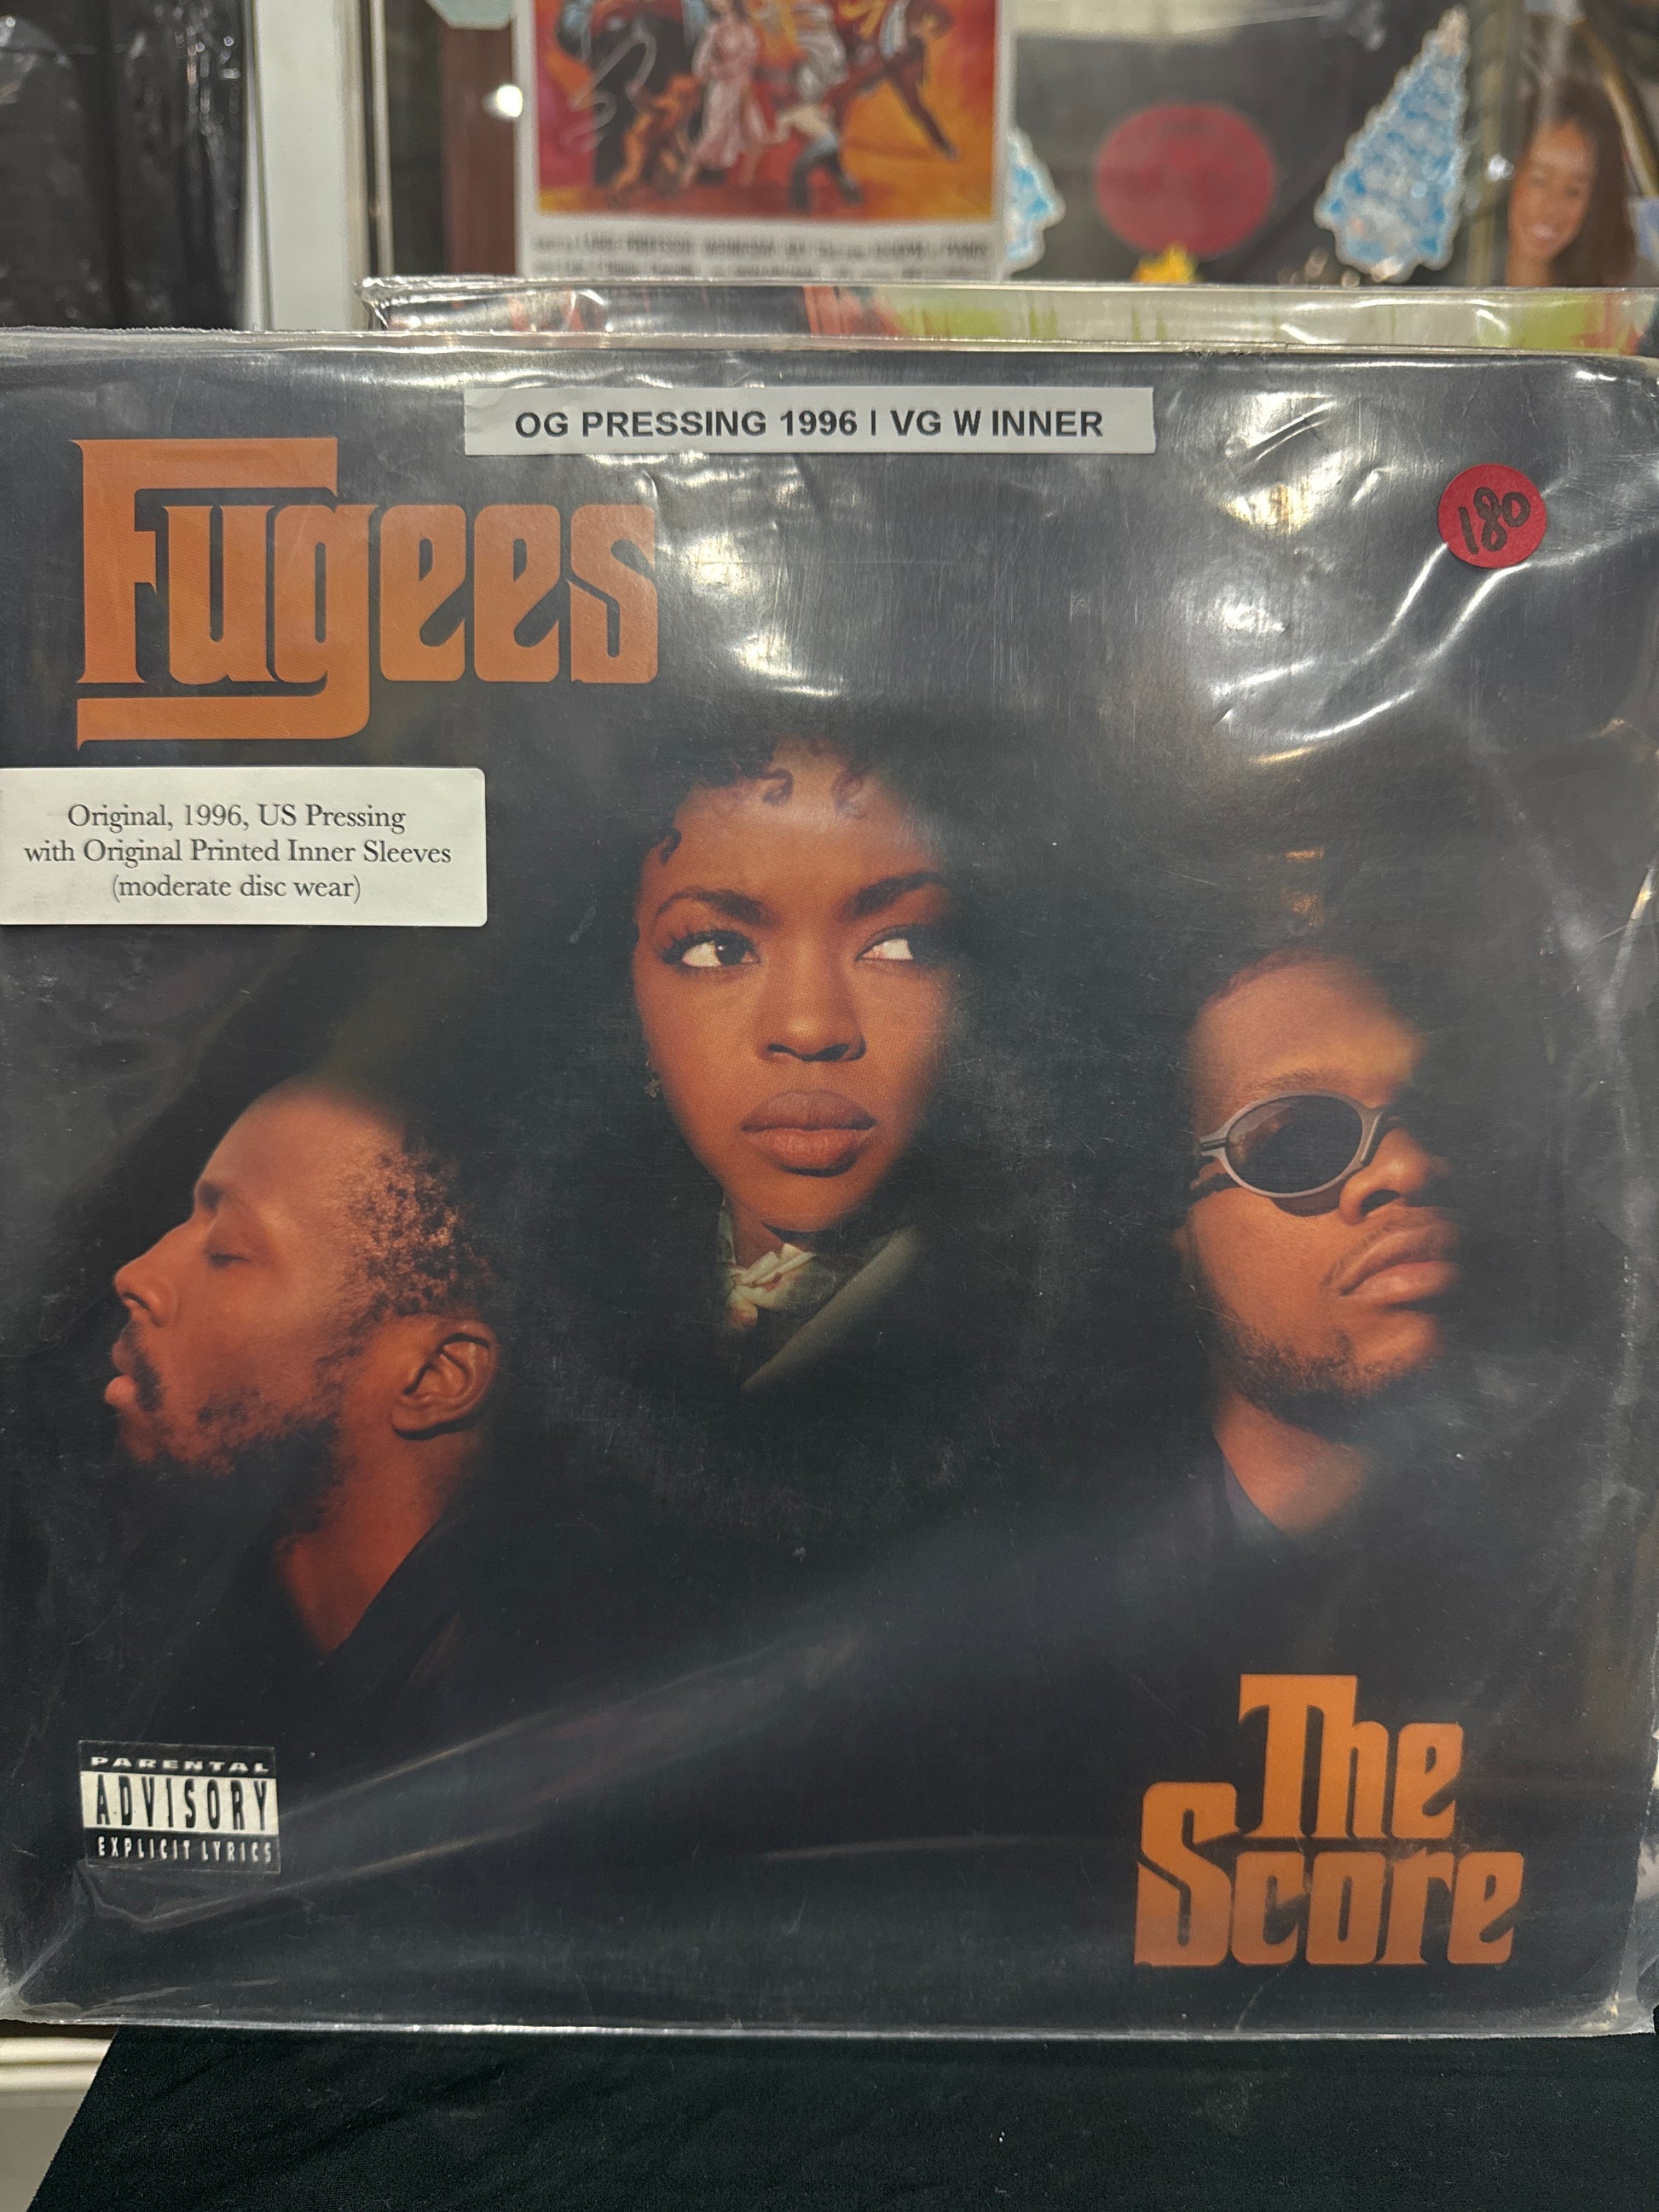 OG PRESSING 1996 | VG W INNER
Fugees
180
Original, 1996, US Pressing
with Original Printed Inner Sleeves
(moderate disc wear)
PARENTAL
ADVISORY
EXPLICIT LYRICS
The
Score